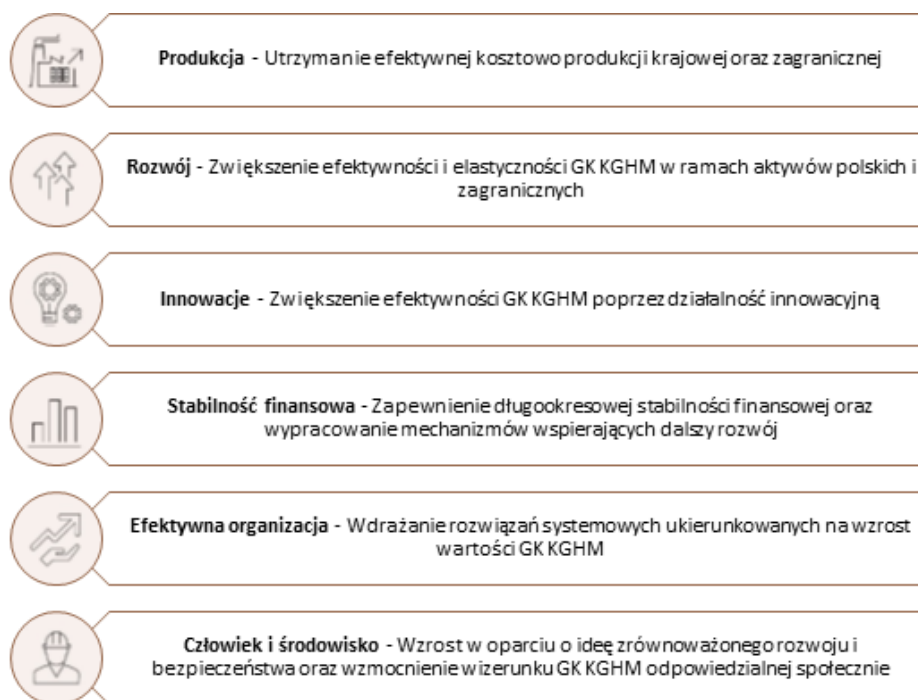 Produkcja - Utrzymanie efektywnej kosztowo produkcji krajowej oraz zagranicznej
Rozwój - Zwiększenie efektywności i elastyczności GK KGHM w ramach aktywów polskich i
zagranicznych
Innowacje - Zwiększenie efektywności GK KGHM poprzez działalność innowacyjną
Stabilność finansowa - Zapewnienie długookresowej stabilności finansowej oraz
wypracowanie mechanizmów wspierających dalszy rozwój
Efektywna organizacja - Wdrażanie rozwiązań systemowych ukierunkowanych na wzrost
wartości GK KGHM
Człowiek i środowisko - Wzrost w oparciu o ideę zrównoważonego rozwoju i
bezpieczeństwa oraz wzmocnienie wizerunku GK KGHM odpowiedzialnej społecznie